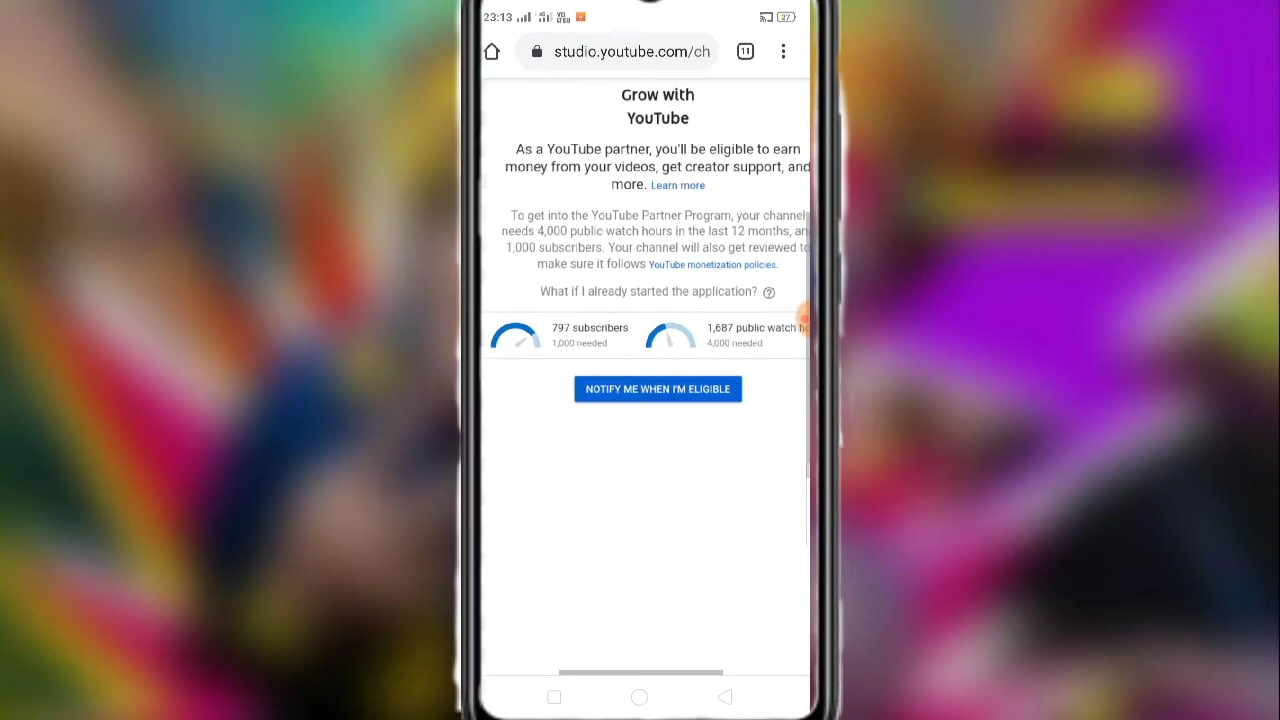 23:13
27
studio.youtube.com/ch
11
Grow with
YouTube
As a YouTube partner, you'll be eligible to earn
money from your videos, get creator support, and
more. Learn more
To get into the YouTube Partner Program, your channel
needs 4,000 public watch hours in the last 12 months, an
1,000 subscribers. Your channel will also get reviewed to
make sure it follows YouTube monetization policies.
What if I already started the application?
797 subscribers
1,000 needed
1,687 public watch ho
4,000 needed
NOTIFY ME WHEN I'M ELIGIBLE